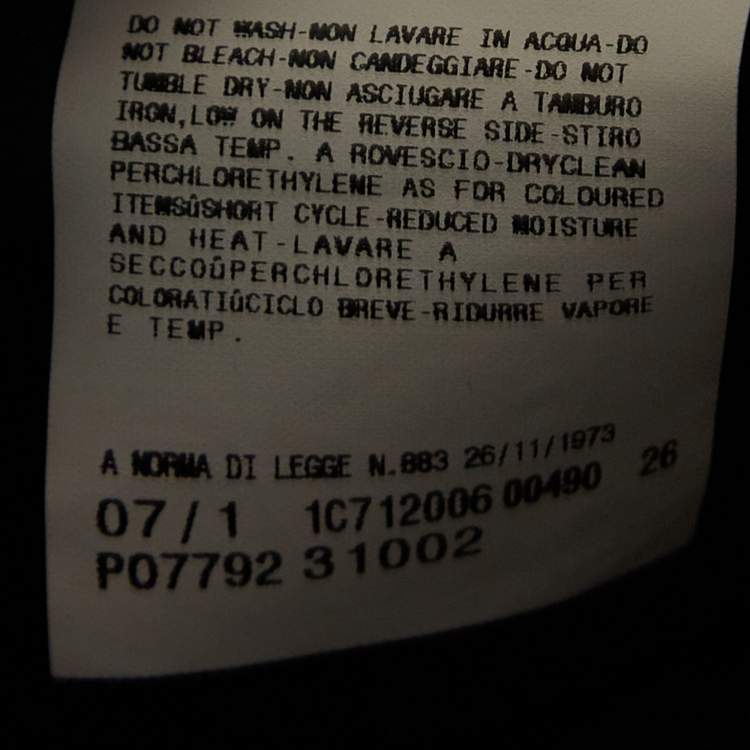 DO NOT WASH-NON LAVARE IN ACQUA-DO
NOT BLEACH-NON CANDEGGIARE-DO NOT
TUMBLE DRY-NON ASCIUGARE A TAMBURO
IRON,LOW ON THE REVERSE SIDE-STIRO
BASSA TEMP. A ROVESCIO-DRYCLEAN
PERCHLORETHYLENE AS FOR COLOURED
ITEMSûSHORT CYCLE-REDUCED MOISTURE
AND HEAT-LAVARE A
SECCOûPERCHLORETHYLENE PER
COLORATIûCICLO BREVE-RIDURRE VAPORE
E TEMP.
A NORMA DI LEGGE N.883 26/11/1973
07/1 1C712006 00490 26
P07792 31002